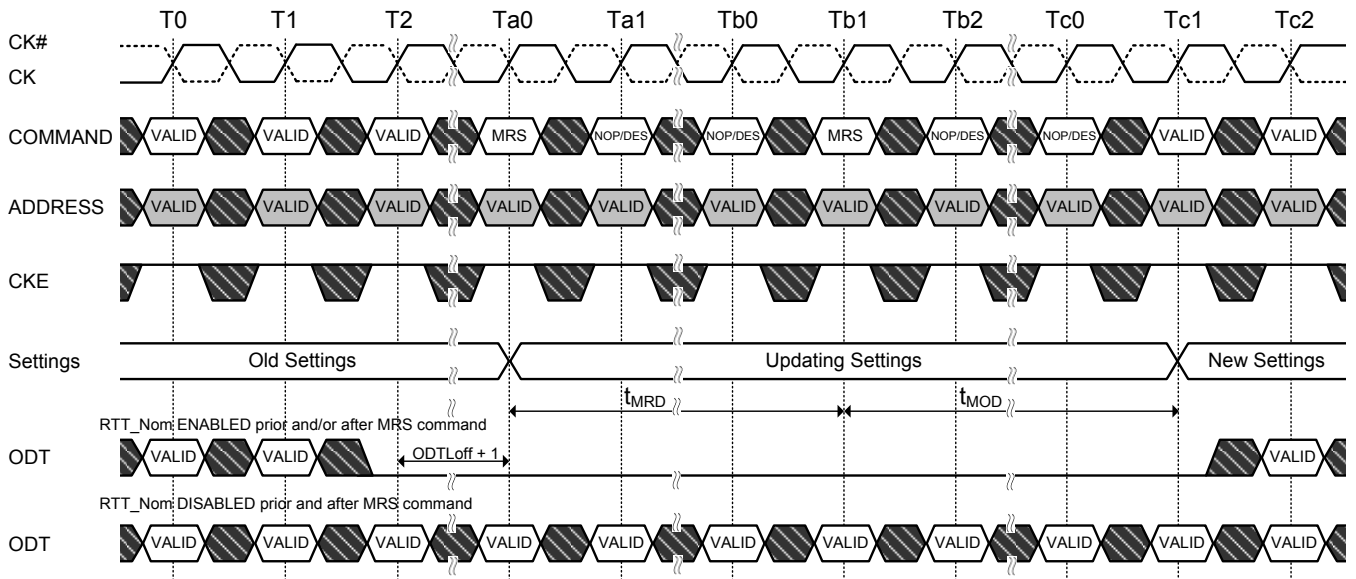 T0 T1 T2 Ta0 Ta1 Tb0 Tb1 Tb2 Tc0 Tc1 Tc2
CK#
CK
COMMAND VALID VALID VALID MRS NOP/DES NOP/DES MRS NOP/DES NOP/DES VALID VALID
ADDRESS VALID VALID VALID VALID VALID VALID VALID VALID VALID VALID VALID
CKE
Settings Old Settings Updating Settings New Settings
tMRD tMOD
RTT_Nom ENABLED prior and/or after MRS command
ODT VALID VALID ODTLoff + 1 VALID
RTT_Nom DISABLED prior and after MRS command
ODT VALID VALID VALID VALID VALID VALID VALID VALID VALID VALID VALID